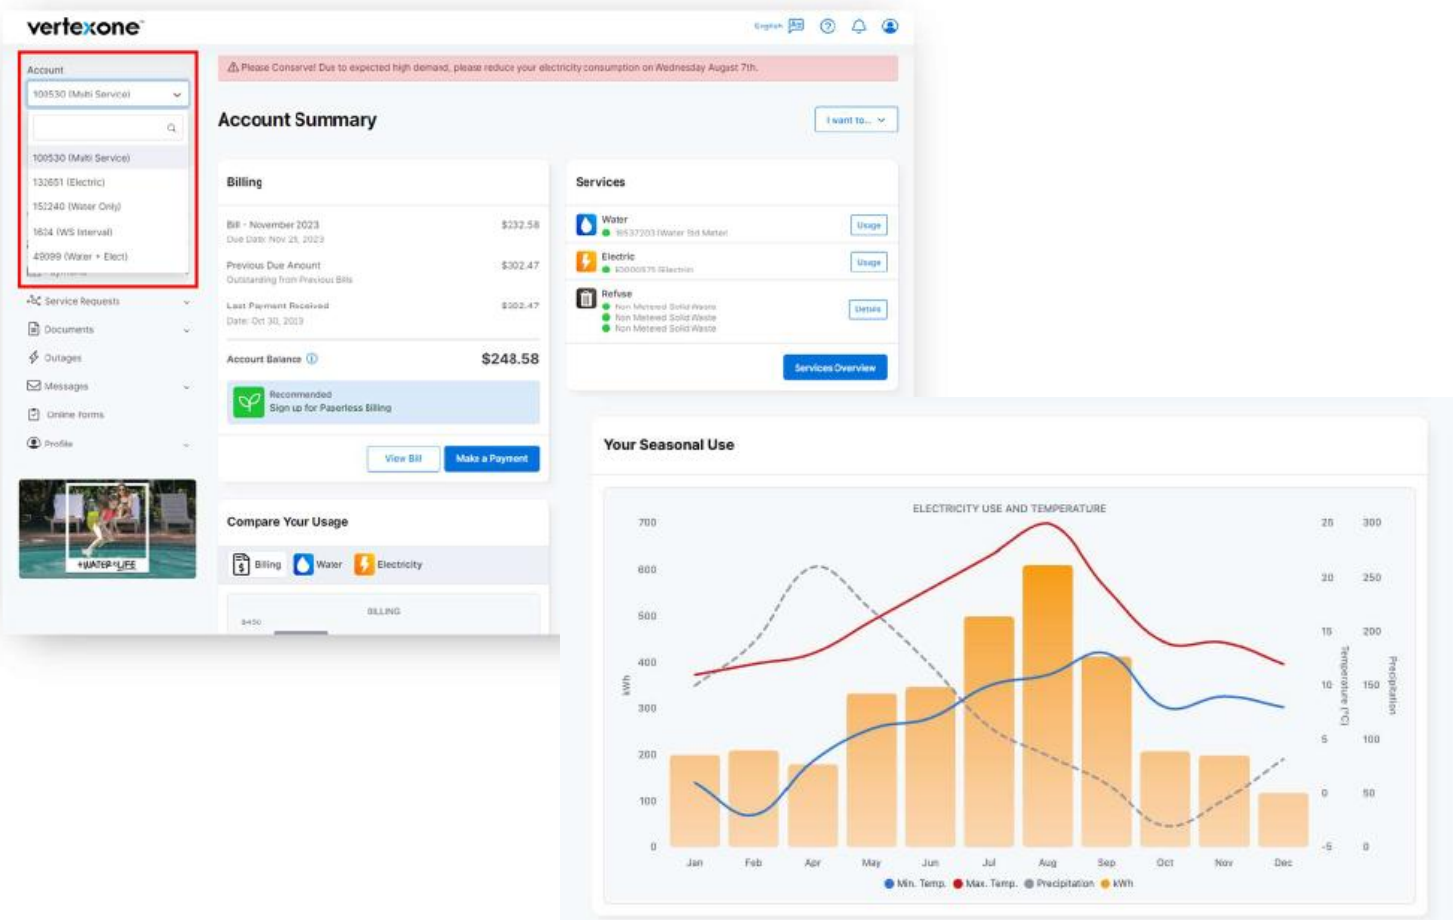 vertexone
English
Account
100530 (Multi Service)
100530 (Multi Service)
132651 (Electric)
152240 (Water Only)
1624 (WS Interval)
49099 (Water + Elect)
Service Requests
Documents
Outages
Messages
Online Forms
Profile
+WATER=LIFE
Please Conserve! Due to expected high demand, please reduce your electricity consumption on Wednesday August 7th.
Account Summary
I want to...
Billing
Bill - November 2023
$232.58
Due Date: Nov 25, 2023
Previous Due Amount
$302.47
Outstanding from Previous Bills
Last Payment Received
$302.47
Date: Oct 30, 2023
Account Balance
$248.58
Recommended
Sign up for Paperless Billing
View Bill
Make a Payment
Services
Water
Usage
Electric
Usage
Refuse
Non Metered Solid Waste
Non Metered Solid Waste
Non Metered Solid Waste
Details
Services Overview
Compare Your Usage
Billing Water Electricity
BILLING
$450
Your Seasonal Use
ELECTRICITY USE AND TEMPERATURE
700 25 300
600 20 250
500 15 200
400 10 150
300 5 100
200 0 50
100 -5 0
0
kWh
Temperature (°C)
Precipitation
Jan Feb Apr May Jun Jul Aug Sep Oct Nov Dec
Min. Temp. Max. Temp. Precipitation kWh